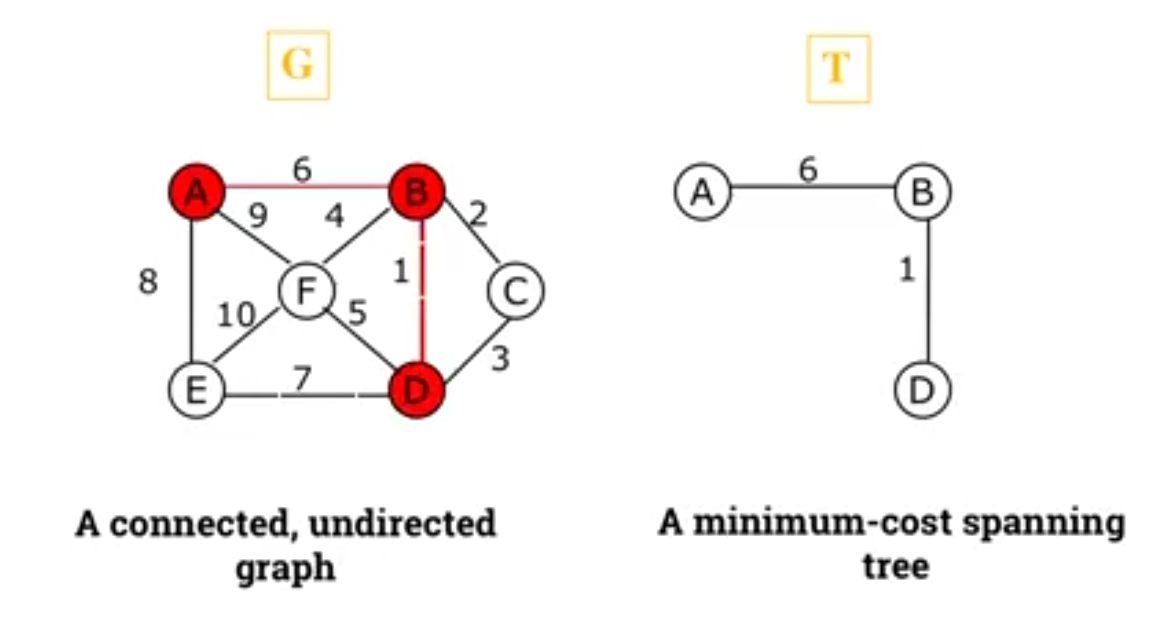 G
T
6
6
A
B
A
B
9
4
2
8
1
1
F
C
10
5
3
7
E
D
D
A connected, undirected
graph
A minimum-cost spanning
tree